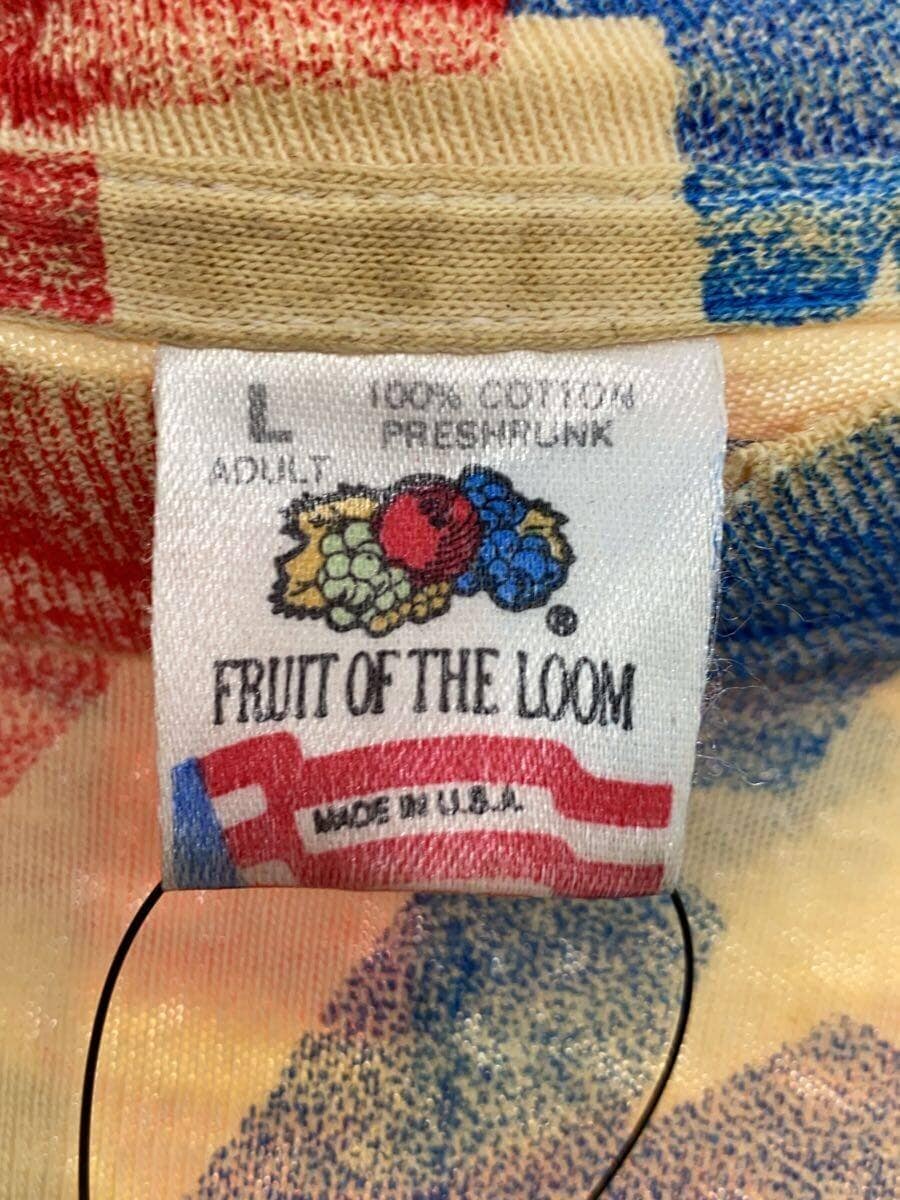 L
100% COTTON
PRESHRUNK
ADULT
®
FRUIT OF THE LOOM
MADE IN U.S.A.